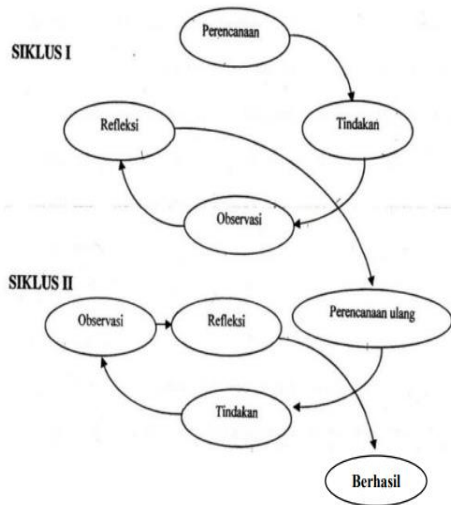 SIKLUS I
Perencanaan
Tindakan
Refleksi
Observasi
SIKLUS II
Perencanaan ulang
Observasi
Refleksi
Tindakan
Berhasil